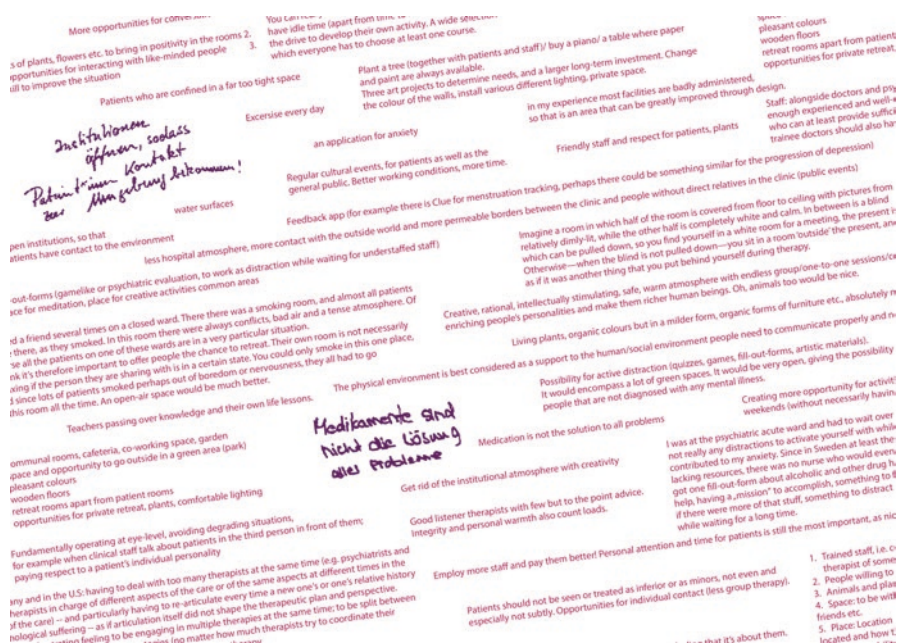 More opportunities for
s of plants, flowers etc. to bring in positivity in the rooms 2.
opportunities for interacting with like-minded people 3.
ill to improve the situation
have idle time (apart from
the drive to develop their own activity. A wide
which everyone has to choose at least one course.
pleasant colours
wooden floors
retreat rooms apart from patient
opportunities for private retreat,
Patients who are confined in a far too tight space
Plant a tree (together with patients and staff)/ buy a piano/ a table where paper
and paint are always available.
Three art projects to determine needs, and a larger long-term investment. Change
the colour of the walls, install various different lighting, private space.
Excersise every day
in my experience most facilities are badly administered,
so that is an area that can be greatly improved through design.
Staff: alongside doctors and psy
enough experienced and well-
who can at least provide suffici
trainee doctors should also ha
Institutionen
öffnen, sodass
Patient*innen Kontakt
zur Umgebung bekommen!
an application for anxiety
Friendly staff and respect for patients, plants
Regular cultural events, for patients as well as the
general public. Better working conditions, more time.
water surfaces
Feedback app (for example there is Clue for menstruation tracking, perhaps there could be something similar for the progression of depression)
pen institutions, so that
atients have contact to the environment
less hospital atmosphere, more contact with the outside world and more permeable borders between the clinic and people without direct relatives in the clinic (public events)
Imagine a room in which half of the room is covered from floor to ceiling with pictures from
relatively dimly-lit, while the other half is completely white and calm. In between is a blind
which can be pulled down, so you find yourself in a white room for a meeting, the present is
Otherwise—when the blind is not pulled down—you sit in a room 'outside' the present, and
as if it was another thing that you put behind yourself during therapy.
-out-forms (gamelike or psychiatric evaluation, to work as distraction while waiting for understaffed staff)
ce for meditation, place for creative activities common areas
Creative, rational, intellectually stimulating, safe, warm atmosphere with endless group/one-to-one sessions/c
enriching people's personalities and make them richer human beings. Oh, animals too would be nice.
d a friend several times on a closed ward. There there was a smoking room, and almost all patients
there, as they smoked. In this room there were always conflicts, bad air and a tense atmosphere. Of
se all the patients on one of these wards are in a very particular situation.
nk it's therefore important to offer people the chance to retreat. Their own room is not necessarily
king if the person they are sharing with is in a certain state. You could only smoke in this one place,
d since lots of patients smoked perhaps out of boredom or nervousness, they all had to go
this room all the time. An open-air space would be much better.
Living plants, organic colours but in a milder form, organic forms of furniture etc., absolutely
The physical environment is best considered as a support to the human/social environment people need to communicate properly and
Possibility for active distraction (quizzes, games, fill-out-forms, artistic materials).
It would encompass a lot of green spaces. It would be very open, giving the possibility
people that are not diagnosed with any mental illness.
Teachers passing over knowledge and their own life lessons.
Medikamente sind
nicht die Lösung
aller Probleme
Medication is not the solution to all problems
Creating more opportunity for activit
weekends (without necessarily havin
ommunal rooms, cafeteria, co-working space, garden
pace and opportunity to go outside in a green area (park)
pleasant colours
wooden floors
retreat rooms apart from patient rooms
opportunities for private retreat, plants, comfortable lighting
I was at the psychiatric acute ward and had to wait over
not really any distractions to activate yourself with while
contributed to my anxiety. Since in Sweden at least the
lacking resources, there was no nurse who would even
got one fill-out-form about alcoholic and other drug h
help, having a „mission" to accomplish, something to f
if there were more of that stuff, something to distract
while waiting for a long time.
Get rid of the institutional atmosphere with creativity
Fundamentally operating at eye-level, avoiding degrading situations,
for example when clinical staff talk about patients in the third person in front of them;
paying respect to a patient's individual personality
Good listener therapists with few but to the point advice.
Integrity and personal warmth also count loads.
Employ more staff and pay them better! Personal attention and time for patients is still the most important, as nic
any and in the U.S: having to deal with too many therapists at the same time (e.g. psychiatrists and
herapists in charge of different aspects of the care or of the same aspects at different times in the
of the care) – and particularly having to re-articulate every time a new one's or one's relative history
hological suffering – as if articulation itself did not shape the therapeutic plan and perspective.
feeling to be engaging in multiple therapies at the same time; to be split between
(no matter how much therapists try to coordinate their
Patients should not be seen or treated as inferior or as minors, not even and
especially not subtly. Opportunities for individual contact (less group therapy).
1. Trained staff, i.e.
therapist of some
2. People willing to
3. Animals and pla
4. Space: to be wit
friends etc.
5. Place: Location
located and how
that it's about them.